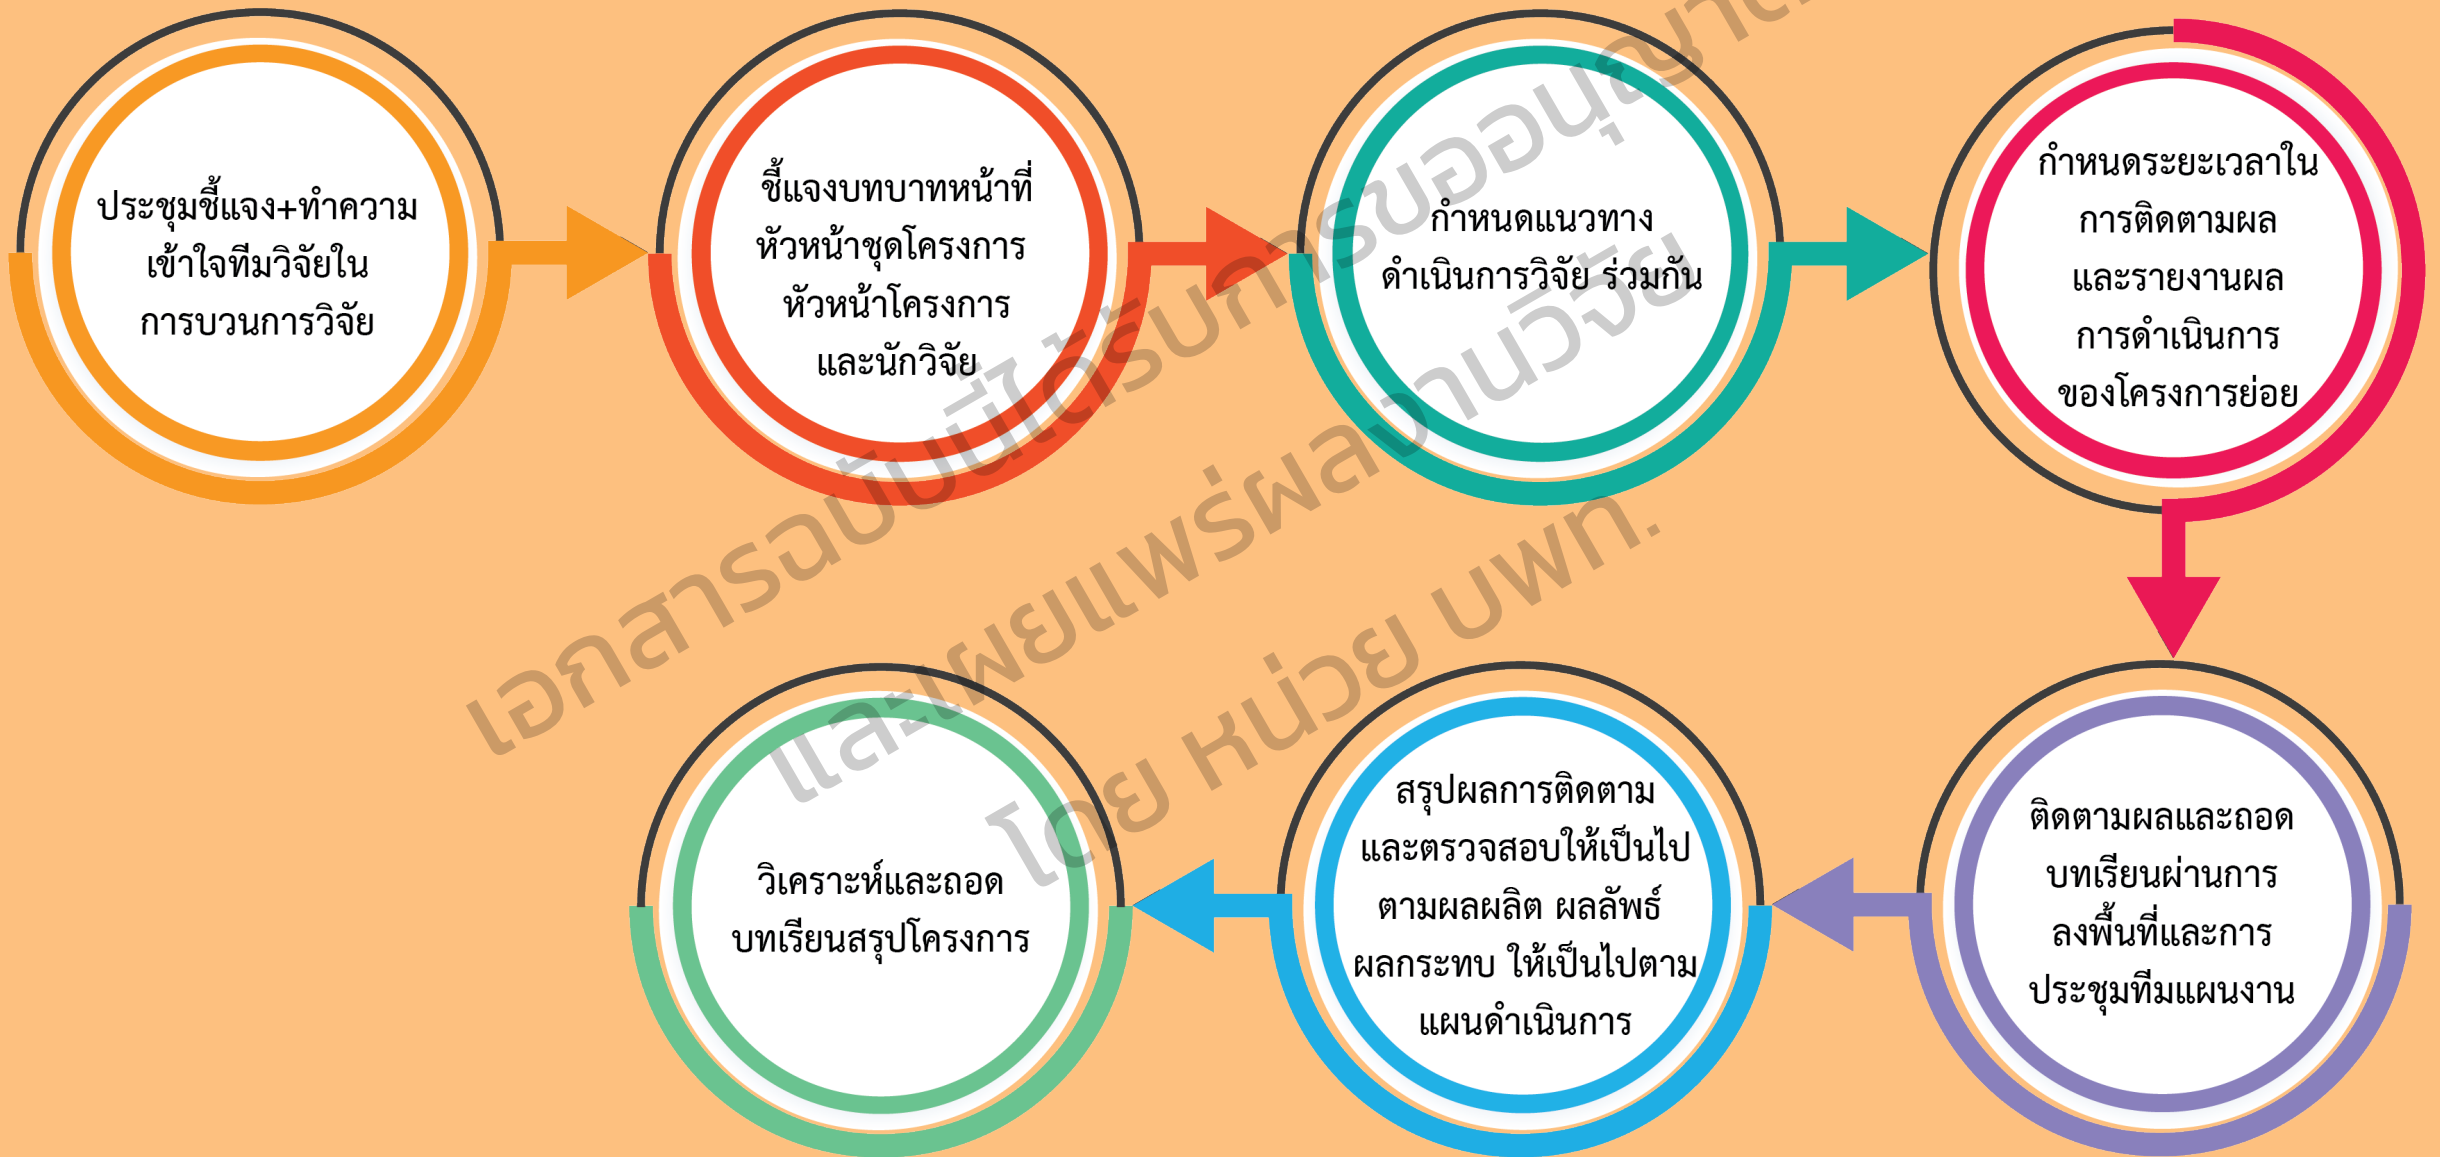 ประชุมชี้แจง+ทำความ
เข้าใจทีมวิจัยใน
การบวนการวิจัย
ชี้แจงบทบาทหน้าที่
หัวหน้าชุดโครงการ
หัวหน้าโครงการ
และนักวิจัย
กำหนดแนวทาง
ดำเนินการวิจัย ร่วมกัน
กำหนดระยะเวลาใน
การติดตามผล
และรายงานผล
การดำเนินการ
ของโครงการย่อย
ติดตามผลและถอด
บทเรียนผ่านการ
ลงพื้นที่และการ
ประชุมทีมแผนงาน
สรุปผลการติดตาม
และตรวจสอบให้เป็นไป
ตามผลผลิต ผลลัพธ์
ผลกระทบ ให้เป็นไปตาม
แผนดำเนินการ
วิเคราะห์และถอด
บทเรียนสรุปโครงการ
เอกสารฉบับนี้ได้รับการขออนุญาต
และเผยแพร่ผลงานวิจัย
โดย หน่วย บพท.